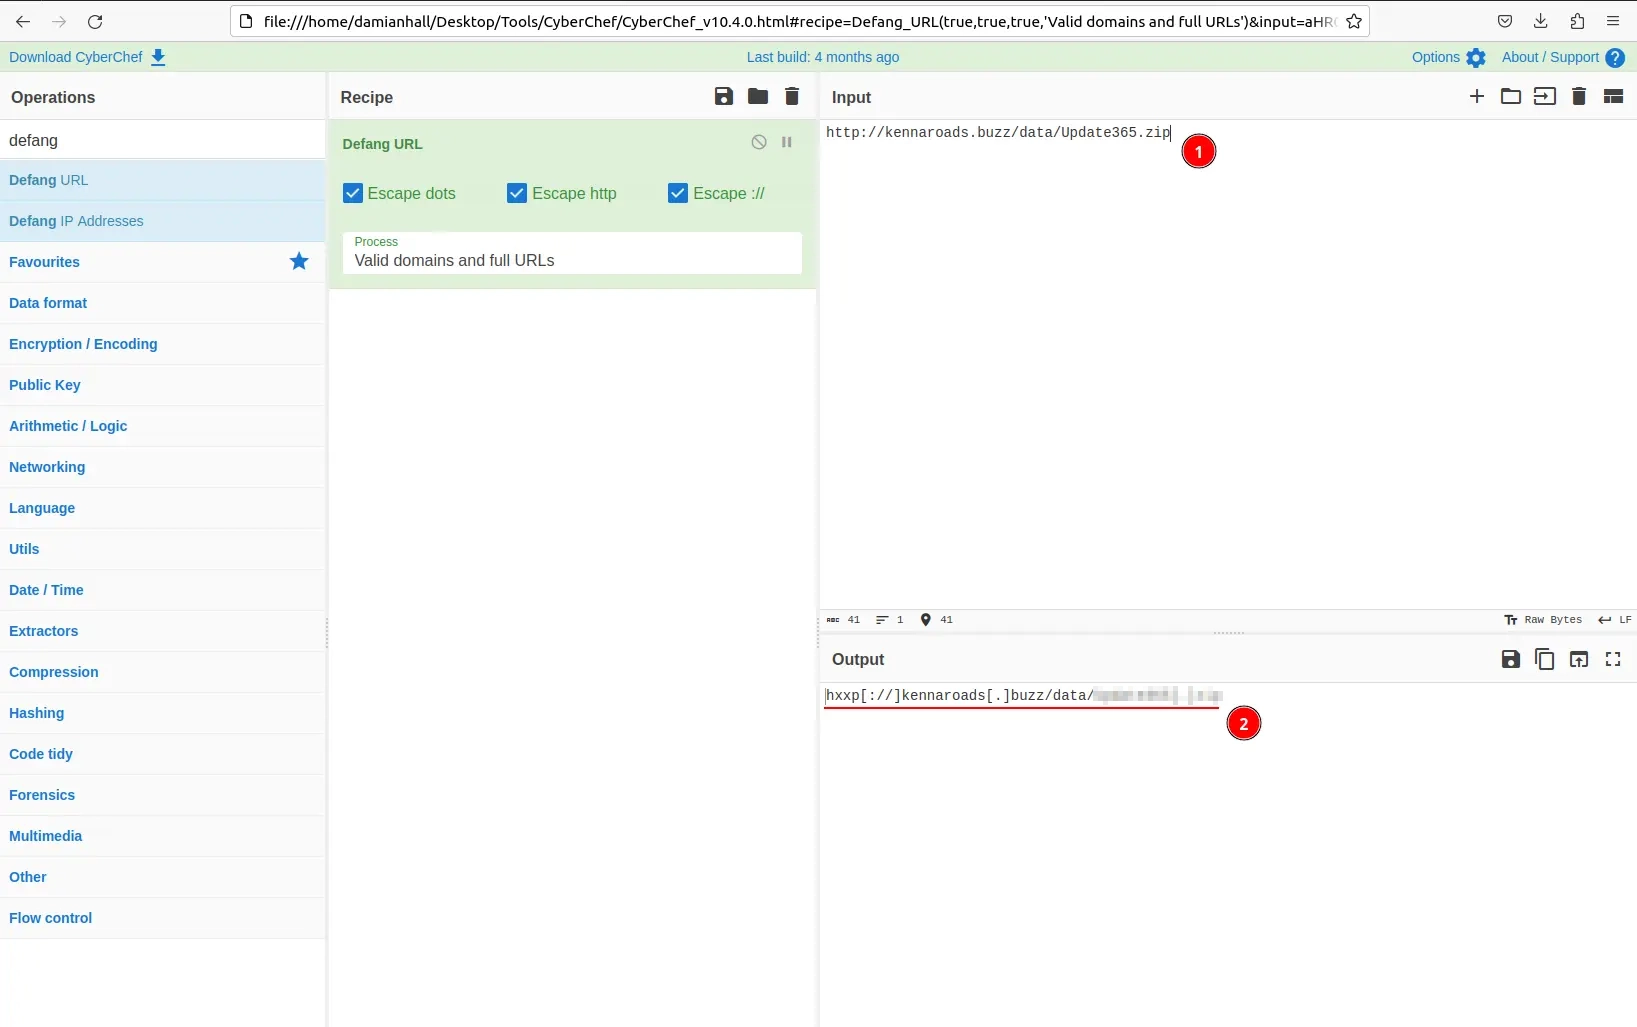 file:///home/damianhall/Desktop/Tools/CyberChef/CyberChef_v10.4.0.html#recipe=Defang_URL(true,true,true,'Valid domains and full URLs')&input=aHR
Download CyberChef
Last build: 4 months ago
Options
About / Support
Operations
Recipe
Input
defang
Defang URL
Defang IP Addresses
Favourites
Data format
Encryption / Encoding
Public Key
Arithmetic / Logic
Networking
Language
Utils
Date / Time
Extractors
Compression
Hashing
Code tidy
Forensics
Multimedia
Other
Flow control
Defang URL
Escape dots
Escape http
Escape ://
Process
Valid domains and full URLs
http://kennaroads.buzz/data/Update365.zip
1
ABC 41
1
41
Raw Bytes
LF
Output
hxxp[://]kennaroads[.]buzz/data/
2